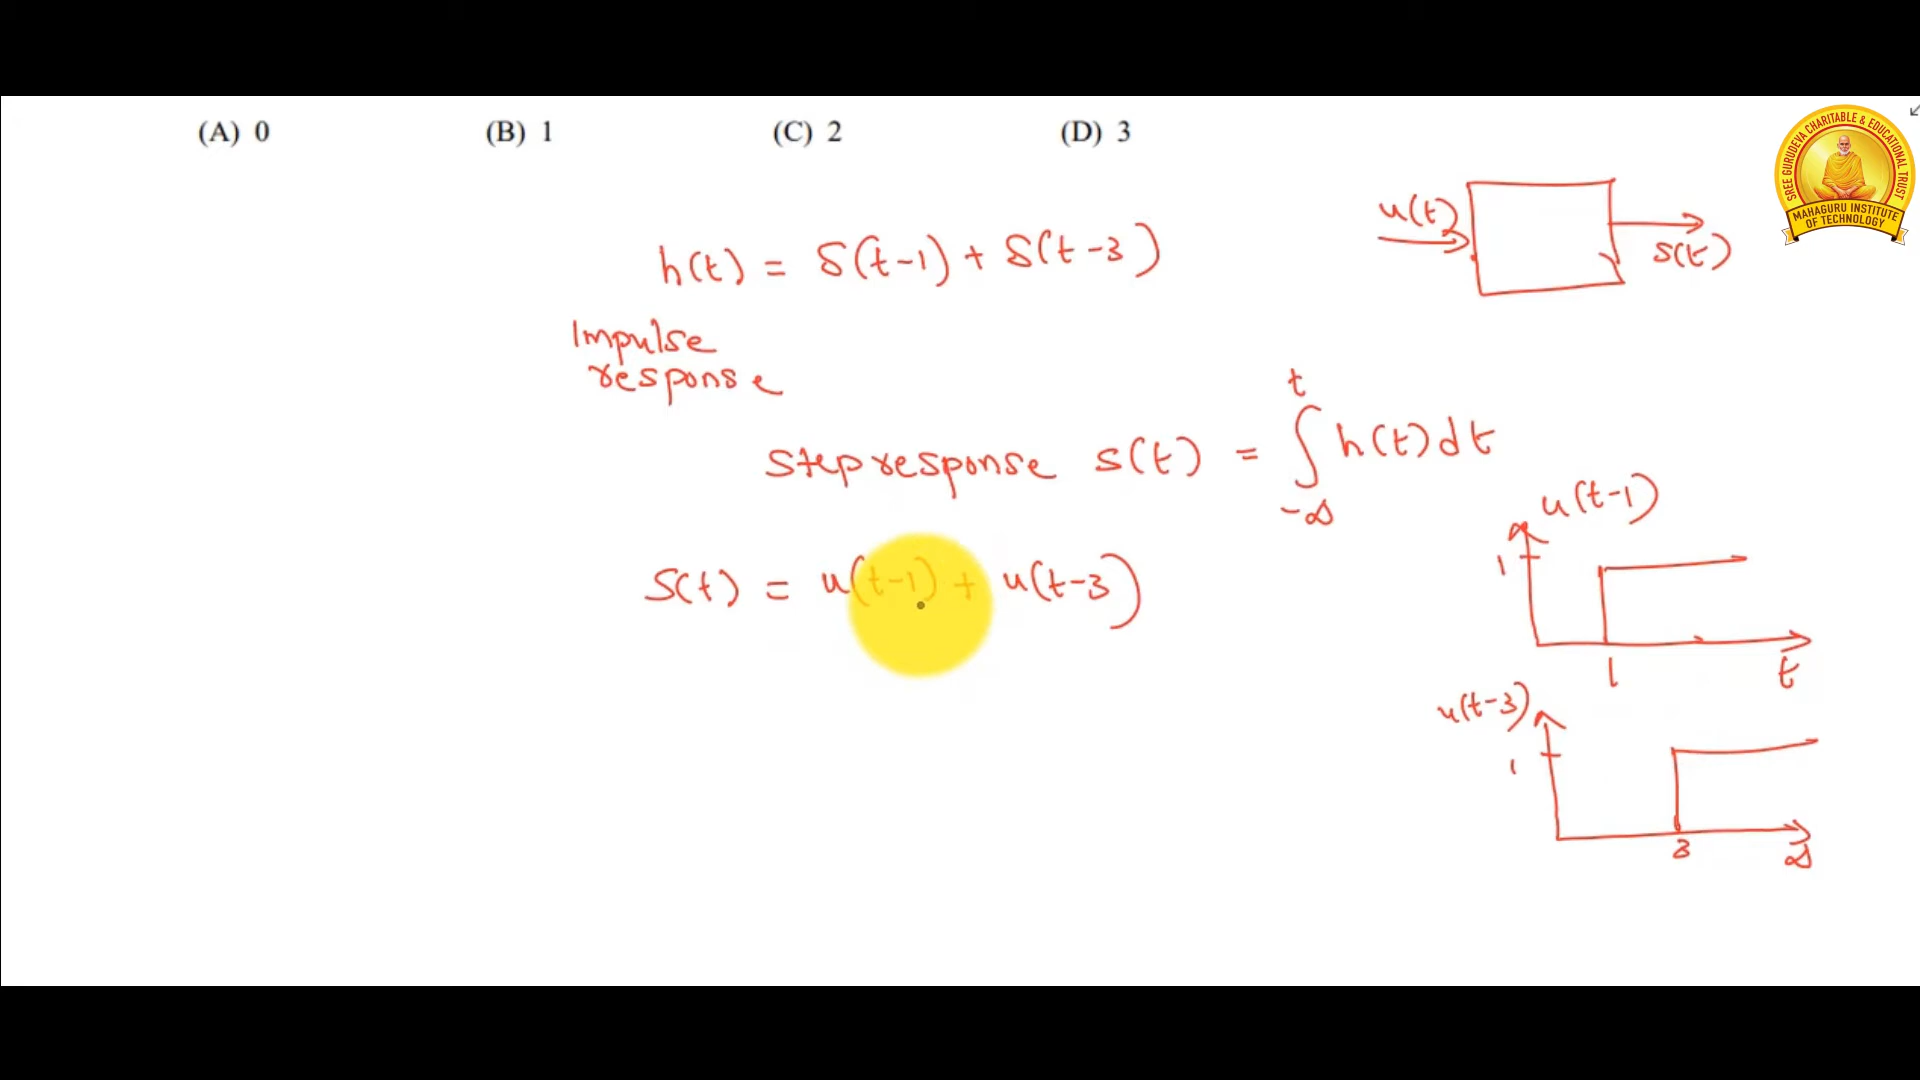 (A) 0 (B) 1 (C) 2 (D) 3
SREE GURUDEVA CHARITABLE & EDUCATIONAL TRUST
MAHAGURU INSTITUTE
OF TECHNOLOGY
u(t)
s(t)
h(t) = δ(t-1) + δ(t-3)
Impulse
response
step response s(t) = ∫ -∞ t h(t)dt
s(t) = u(t-1) + u(t-3)
u(t-1)
1
1
t
u(t-3)
1
3